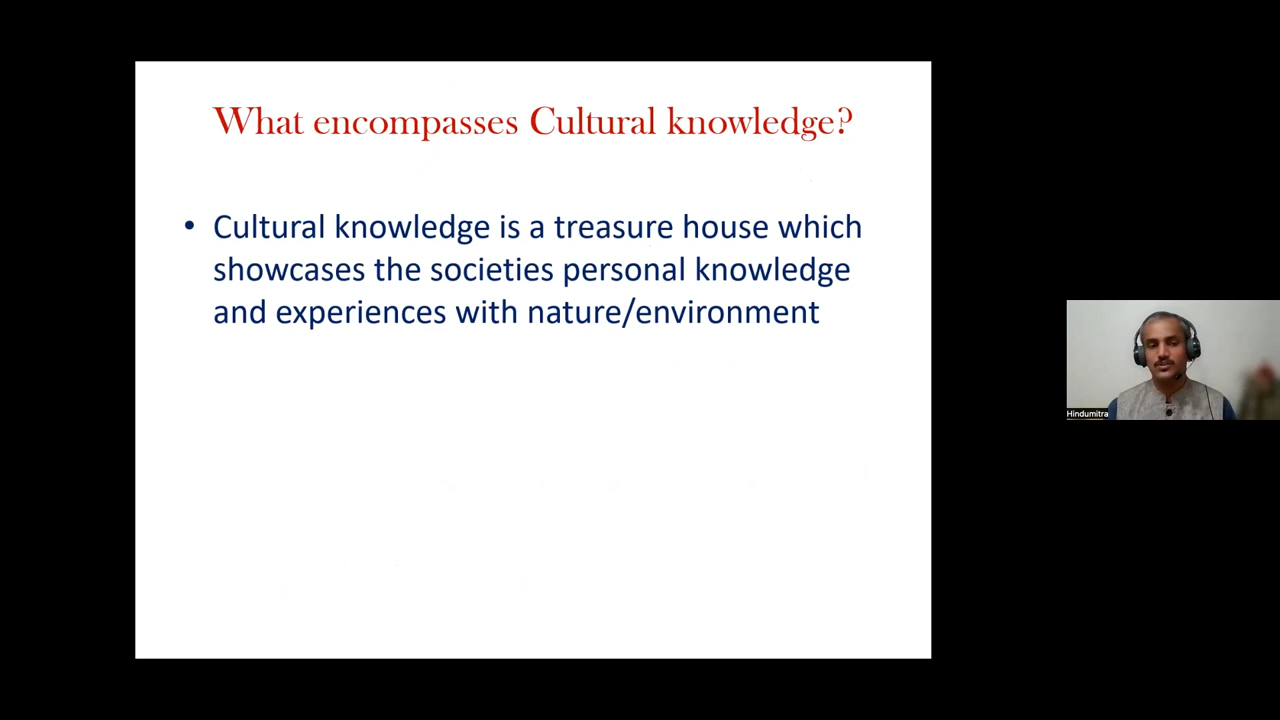 What encompasses Cultural knowledge?
• Cultural knowledge is a treasure house which
showcases the societies personal knowledge
and experiences with nature/environment
Hindumitra